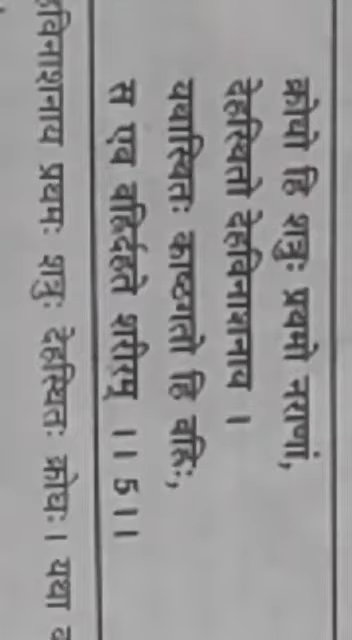 क्रोधो हि शत्रुः प्रथमो नराणां,
देहस्थितो देहविनाशनाय ।
यथास्थितः काष्ठगतो हि वह्निः,
स एव वह्निर्दहते शरीरम् ।।5।।
प्रथमः शत्रुः देहस्थितः क्रोधः। यथा